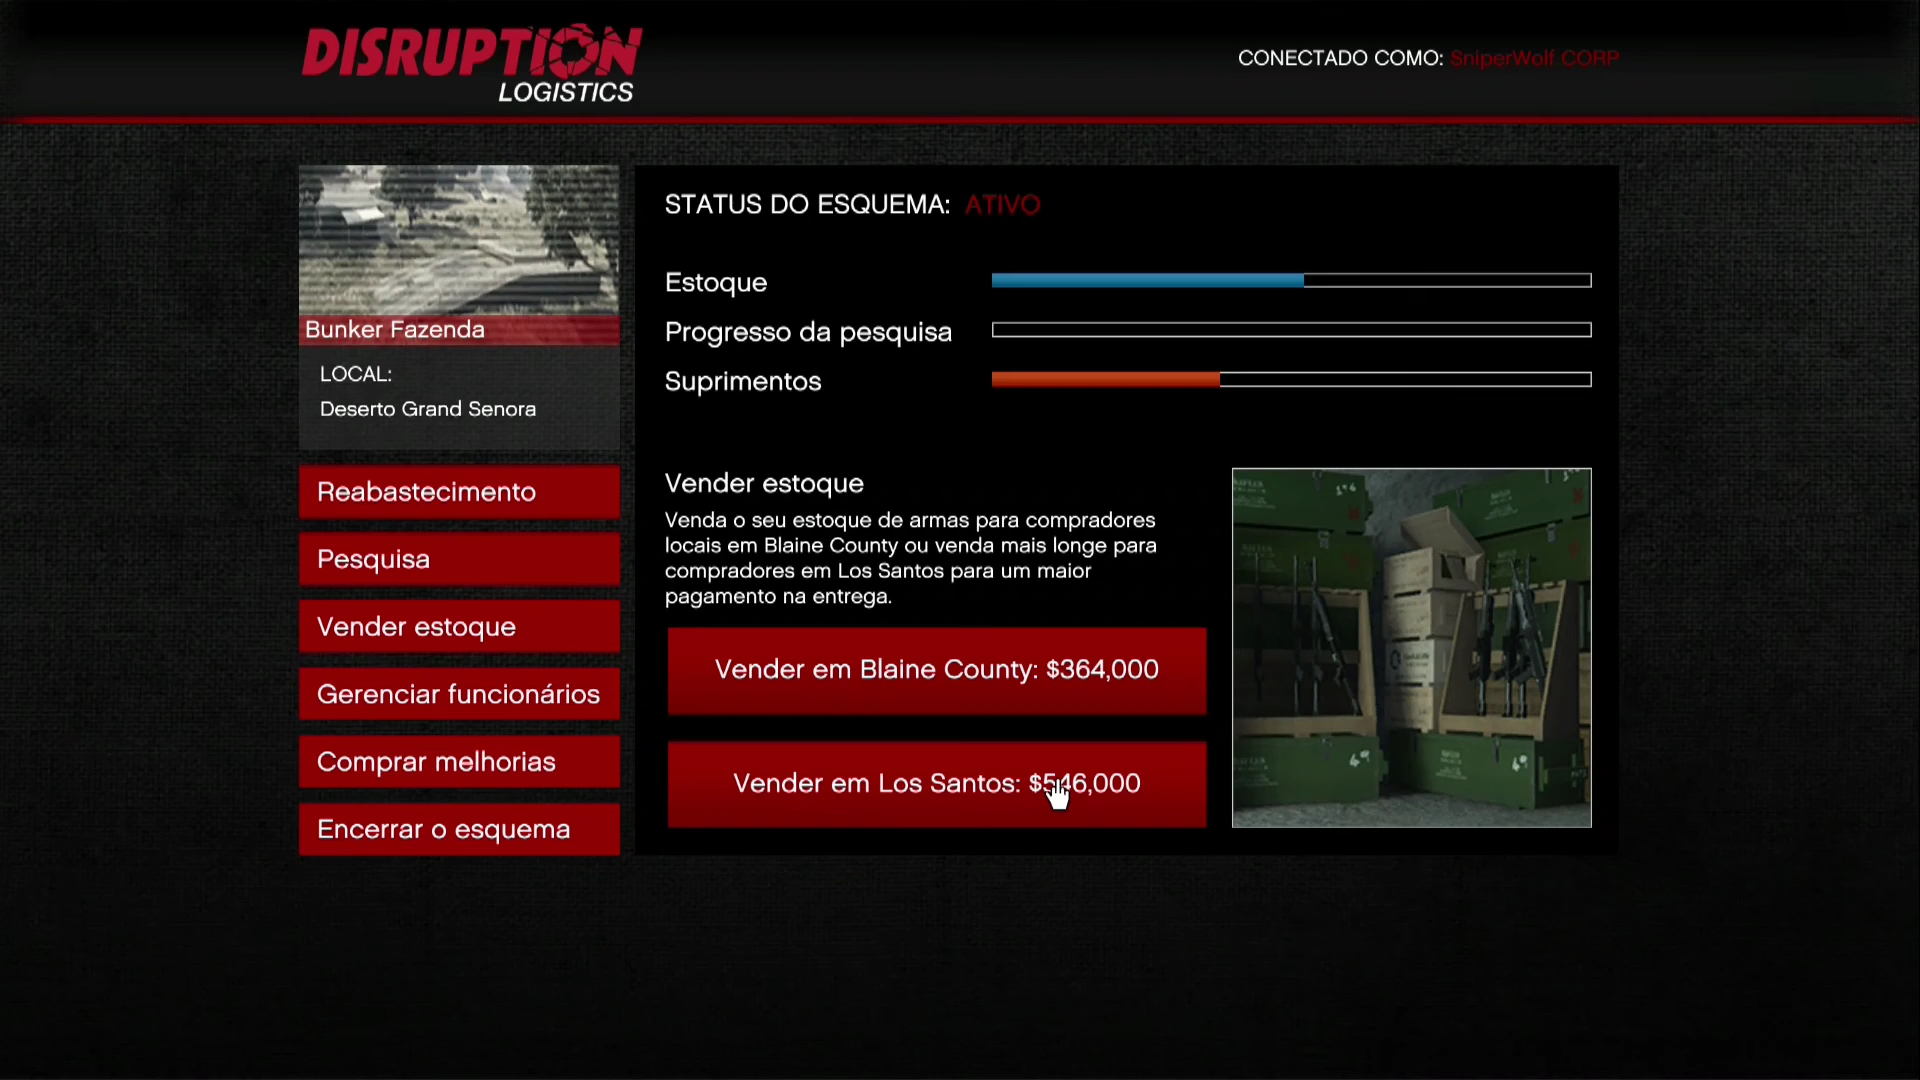 DISRUPTION
LOGISTICS
CONECTADO COMO: SniperWolf CORP
Bunker Fazenda
LOCAL:
Deserto Grand Senora
Reabastecimento
Pesquisa
Vender estoque
Gerenciar funcionários
Comprar melhorias
Encerrar o esquema
STATUS DO ESQUEMA: ATIVO
Estoque
Progresso da pesquisa
Suprimentos
Vender estoque
Venda o seu estoque de armas para compradores
locais em Blaine County ou venda mais longe para
compradores em Los Santos para um maior
pagamento na entrega.
Vender em Blaine County: $364,000
Vender em Los Santos: $546,000